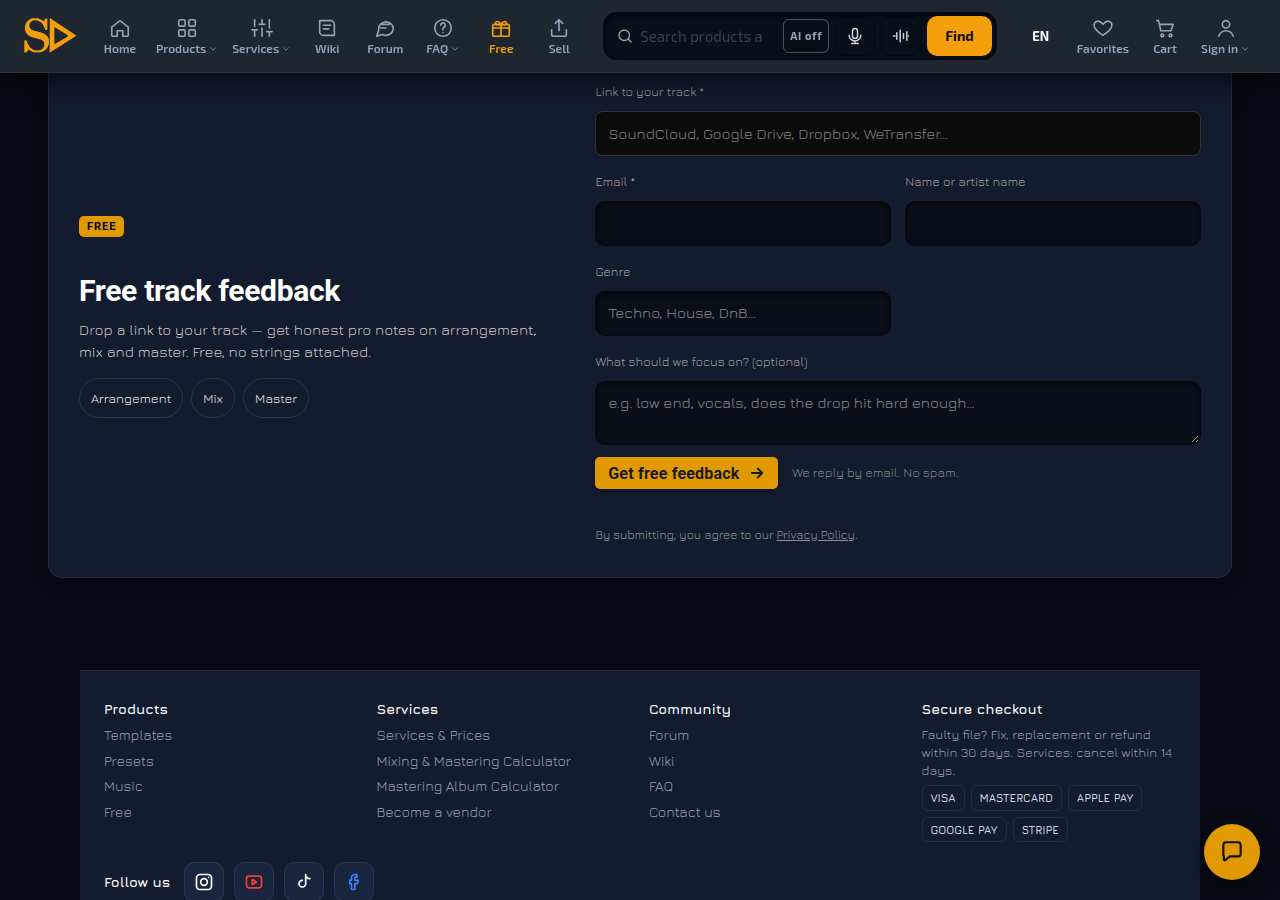 SD
Home
Products
Services
Wiki
Forum
FAQ
Free
Sell
Search products a
AI off
Find
EN
Favorites
Cart
Sign in
Link to your track *
SoundCloud, Google Drive, Dropbox, WeTransfer...
Email *
Name or artist name
FREE
Genre
Free track feedback
Techno, House, DnB...
Drop a link to your track — get honest pro notes on arrangement,
mix and master. Free, no strings attached.
What should we focus on? (optional)
Arrangement
Mix
Master
e.g. low end, vocals, does the drop hit hard enough...
Get free feedback
We reply by email. No spam.
By submitting, you agree to our Privacy Policy.
Products
Templates
Presets
Music
Free
Services
Services & Prices
Mixing & Mastering Calculator
Mastering Album Calculator
Become a vendor
Community
Forum
Wiki
FAQ
Contact us
Secure checkout
Faulty file? Fix, replacement or refund
within 30 days. Services: cancel within 14
days.
VISA
MASTERCARD
APPLE PAY
GOOGLE PAY
STRIPE
Follow us